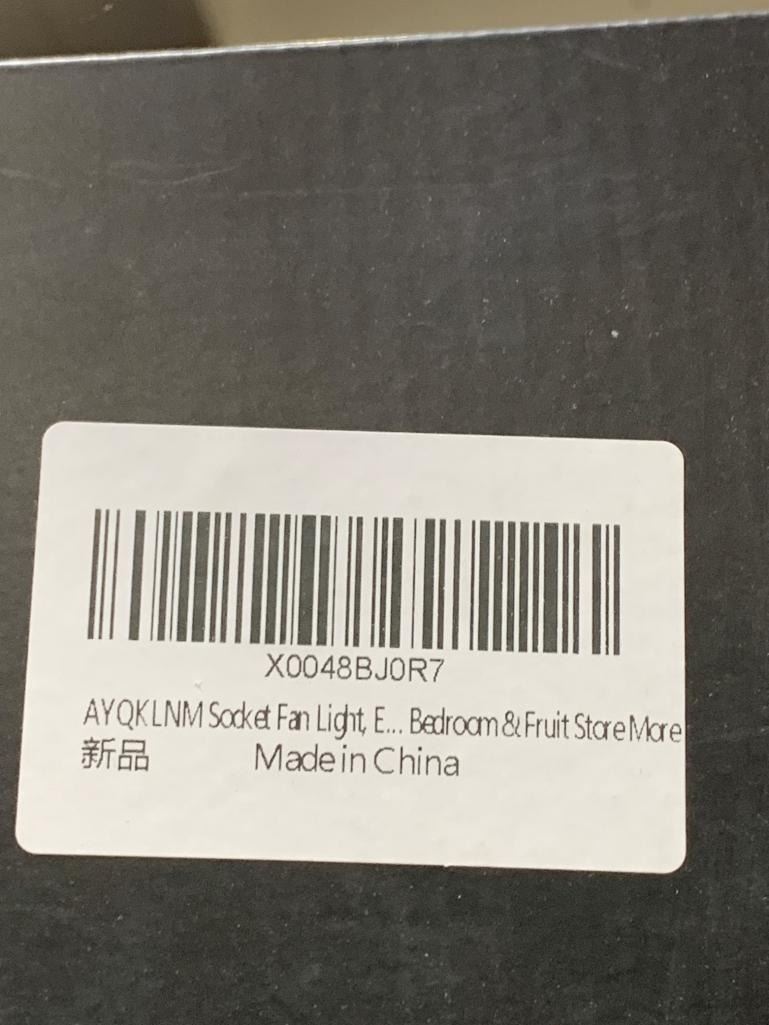 X0048BJ0R7
AYQKLNM Socket Fan Light, E... Bedroom & Fruit Store More
新品 Made in China